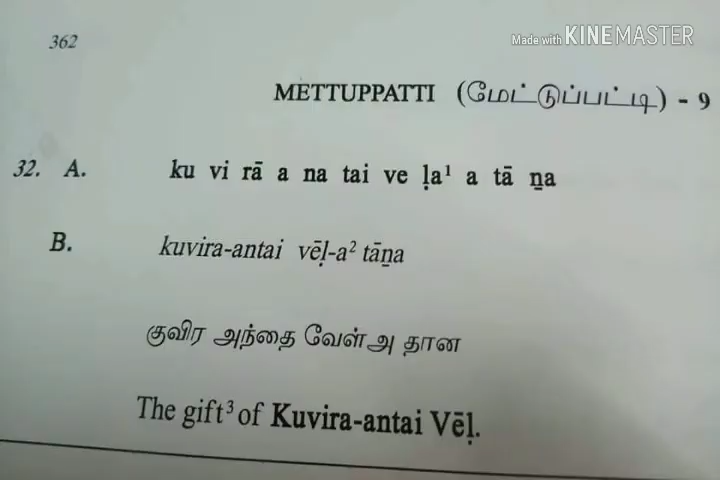 362
Made with KINEMASTER
METTUPPATTI (மேட்டுப்பட்டி) - 9
32. A. ku vi rā a na tai ve ḷa¹ a tā ṉa
B. kuvira-antai vēḷ-a² tāṉa
குவிர அந்தை வேள்அ தான
The gift³ of Kuvira-antai Vēḷ.